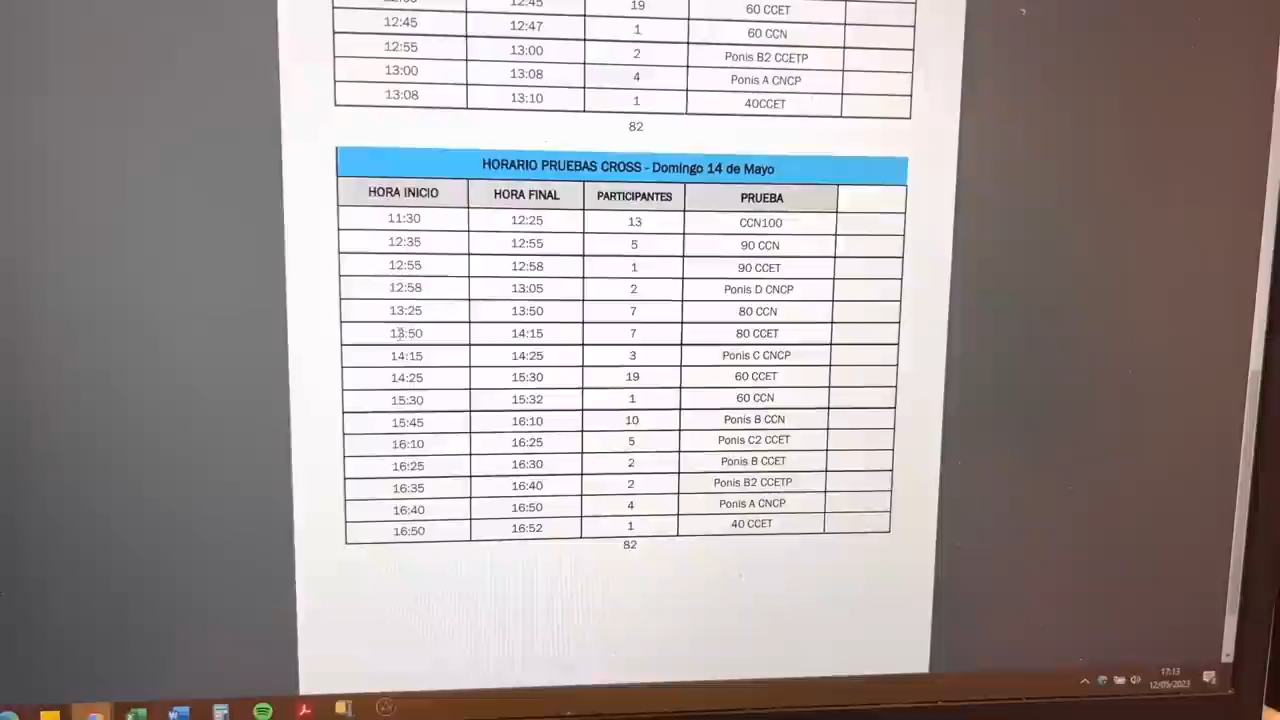 12:45 19 60 CCET
12:45 12:47 1 60 CCN
12:55 13:00 2 Ponis B2 CCETP
13:00 13:08 4 Ponis A CNCP
13:08 13:10 1 40CCET
82
HORARIO PRUEBAS CROSS - Domingo 14 de Mayo
HORA INICIO HORA FINAL PARTICIPANTES PRUEBA
11:30 12:25 13 CCN100
12:35 12:55 5 90 CCN
12:55 12:58 1 90 CCET
12:58 13:05 2 Ponis D CNCP
13:25 13:50 7 80 CCN
13:50 14:15 7 80 CCET
14:15 14:25 3 Ponis C CNCP
14:25 15:30 19 60 CCET
15:30 15:32 1 60 CCN
15:45 16:10 10 Ponis B CCN
16:10 16:25 5 Ponis C2 CCET
16:25 16:30 2 Ponis B CCET
16:35 16:40 2 Ponis B2 CCETP
16:40 16:50 4 Ponis A CNCP
16:50 16:52 1 40 CCET
82
17:13
12/05/2023